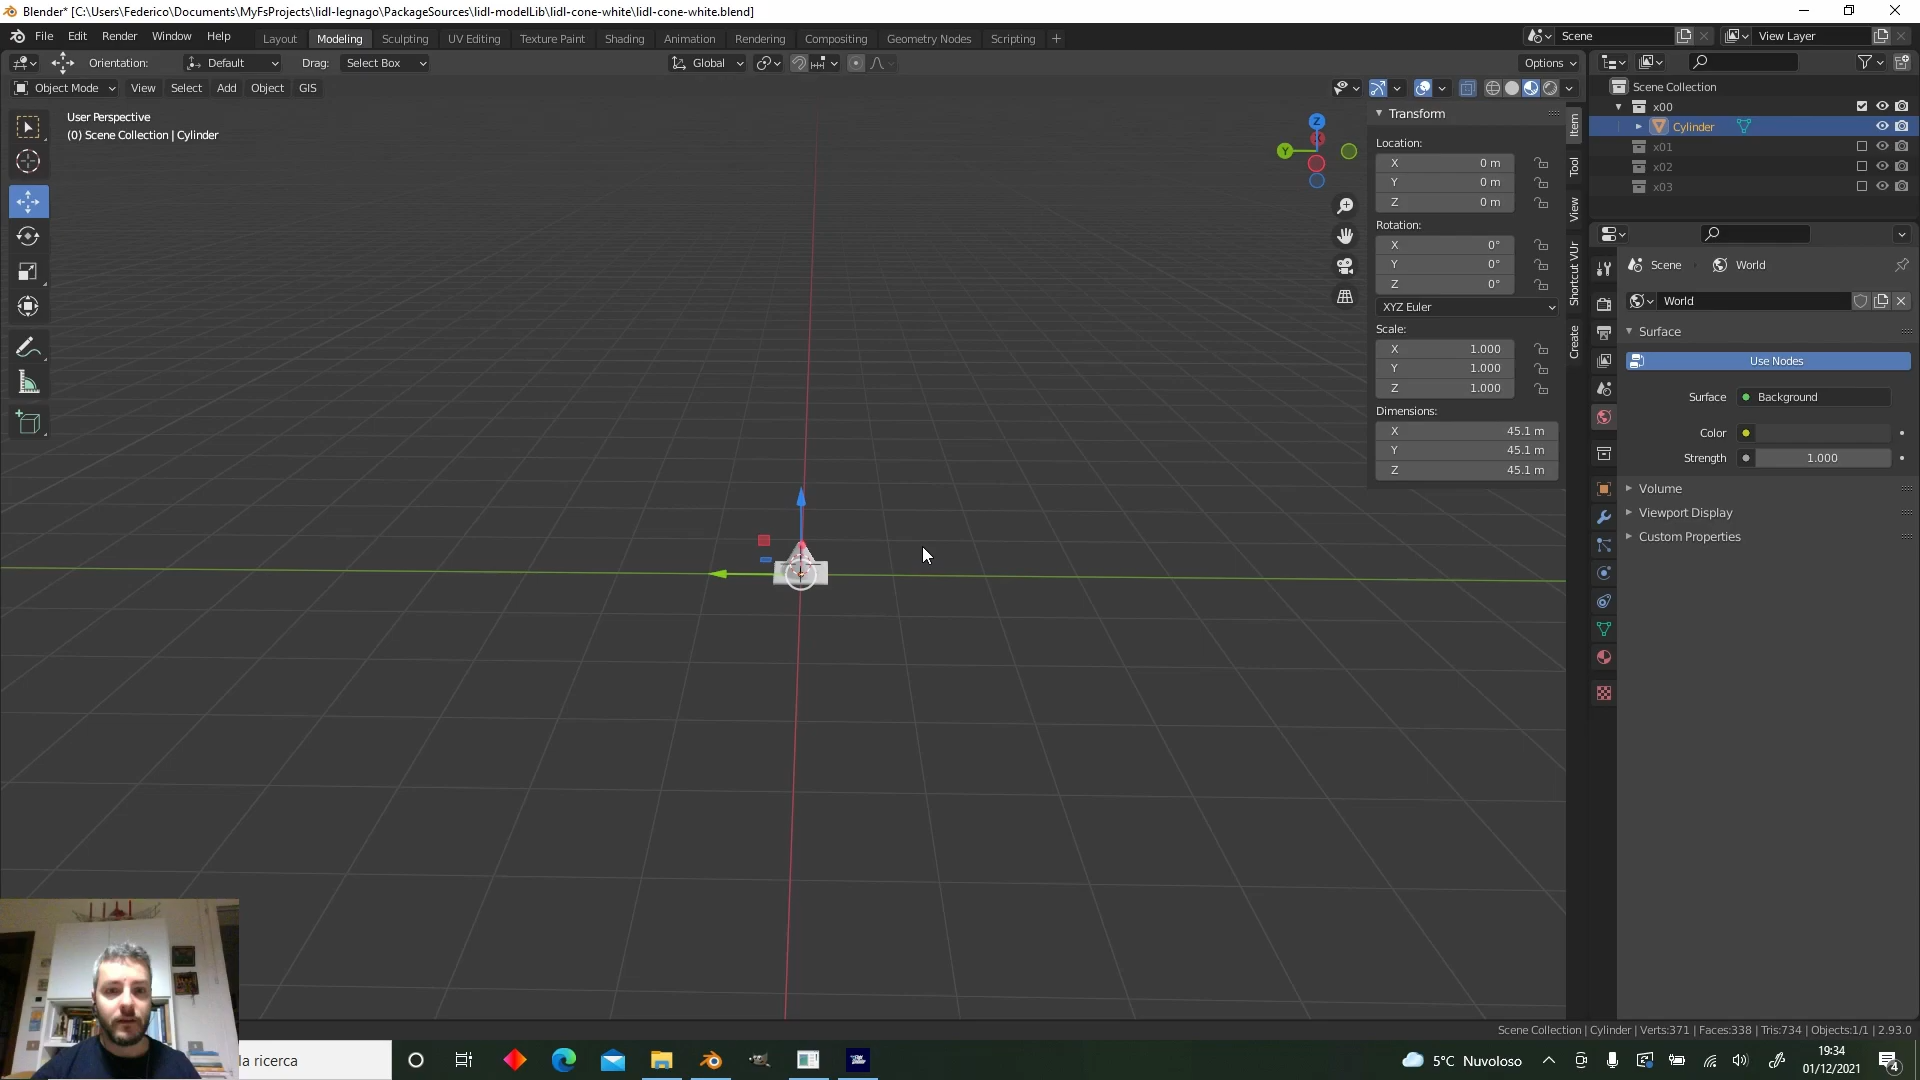 Blender* [C:\Users\Federico\Documents\MyFsProjects\lidl-legnago\PackageSources\lidl-modelLib\lidl-cone-white\lidl-cone-white.blend]
File Edit Render Window Help Layout Modeling Sculpting UV Editing Texture Paint Shading Animation Rendering Compositing Geometry Nodes Scripting + Scene View Layer
Orientation: Default Drag: Select Box Global Options
Object Mode View Select Add Object GIS
User Perspective
(0) Scene Collection | Cylinder
Z
Y
Transform
Location:
X 0 m
Y 0 m
Z 0 m
Rotation:
X 0°
Y 0°
Z 0°
XYZ Euler
Scale:
X 1.000
Y 1.000
Z 1.000
Dimensions:
X 45.1 m
Y 45.1 m
Z 45.1 m
Item
Tool
View
Shortcut VUr
Create
Scene Collection
x00
Cylinder
x01
x02
x03
Scene World
World
Surface
Use Nodes
Surface Background
Color
Strength 1.000
Volume
Viewport Display
Custom Properties
Scene Collection | Cylinder | Verts:371 | Faces:338 | Tris:734 | Objects:1/1 | 2.93.0
la ricerca
5°C Nuvoloso
19:34
01/12/2021
4